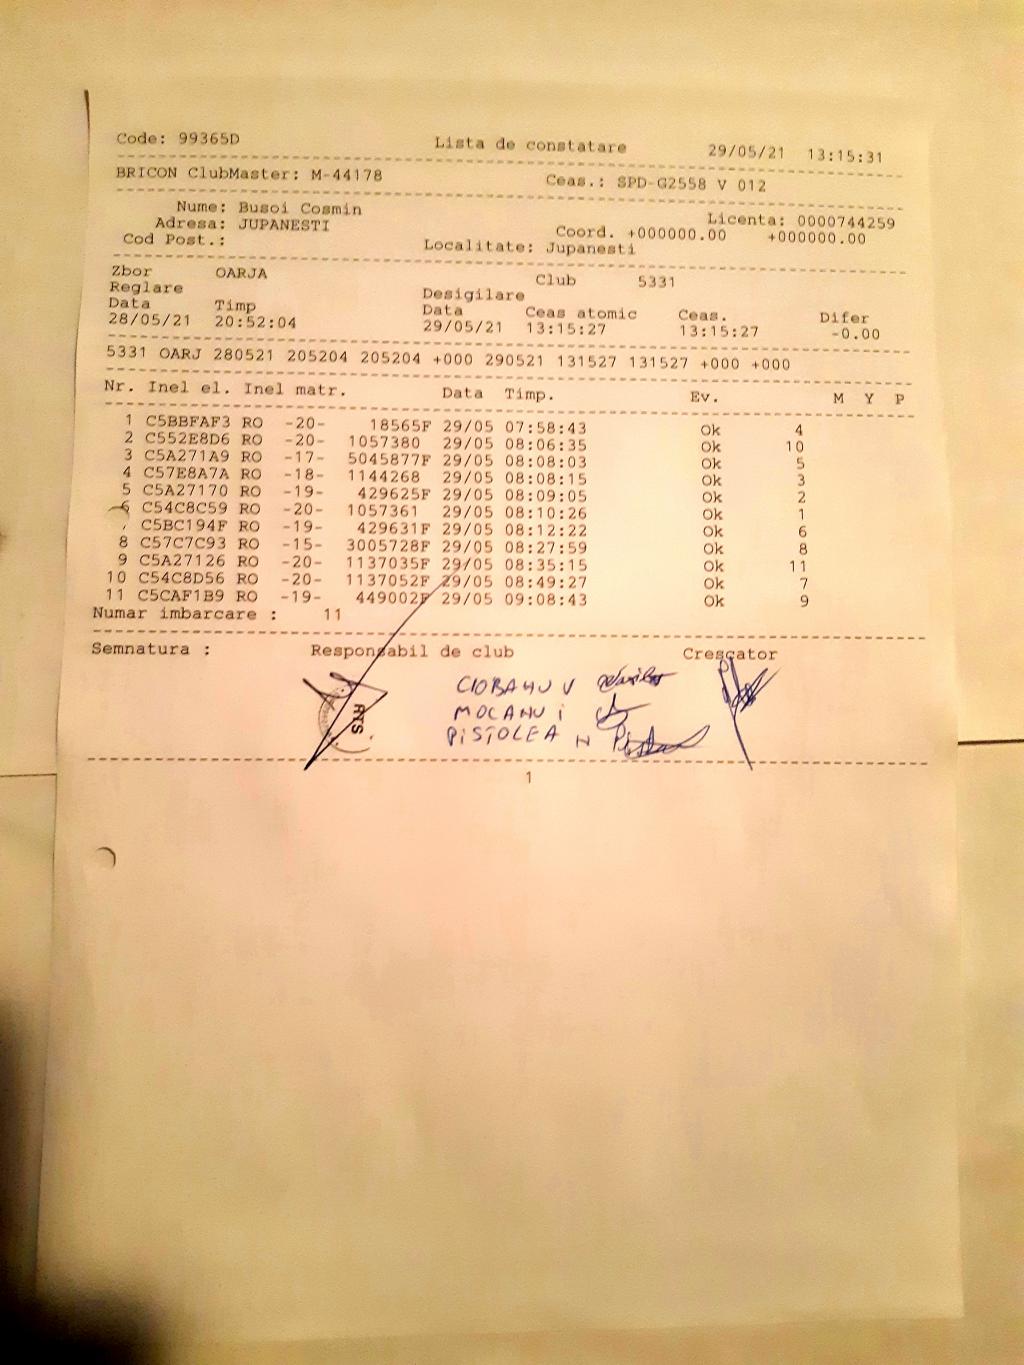 Code: 99365D Lista de constatare 29/05/21 13:15:31
BRICON ClubMaster: M-44178 Ceas.: SPD-G2558 V 012
Nume: Busoi Cosmin Licenta: 0000744259
Adresa: JUPANESTI Coord. +000000.00 +000000.00
Cod Post.: Localitate: Jupanesti
Zbor OARJA Club 5331
Reglare Desigilare
Data Timp Data Ceas atomic Ceas. Difer
28/05/21 20:52:04 29/05/21 13:15:27 13:15:27 -0.00
5331 OARJ 280521 205204 205204 +000 290521 131527 131527 +000 +000
Nr. Inel el. Inel matr. Data Timp. Ev. M Y P
1 C5BBFAF3 RO -20- 18565F 29/05 07:58:43 Ok 4
2 C552E8D6 RO -20- 1057380 29/05 08:06:35 Ok 10
3 C5A271A9 RO -17- 5045877F 29/05 08:08:03 Ok 5
4 C57E8A7A RO -18- 1144268 29/05 08:08:15 Ok 3
5 C5A27170 RO -19- 429625F 29/05 08:09:05 Ok 2
6 C54C8C59 RO -20- 1057361 29/05 08:10:26 Ok 1
C5BC194F RO -19- 429631F 29/05 08:12:22 Ok 6
8 C57C7C93 RO -15- 3005728F 29/05 08:27:59 Ok 8
9 C5A27126 RO -20- 1137035F 29/05 08:35:15 Ok 11
10 C54C8D56 RO -20- 1137052F 29/05 08:49:27 Ok 7
11 C5CAF1B9 RO -19- 449002F 29/05 09:08:43 Ok 9
Numar imbarcare : 11
Semnatura : Responsabil de club Crescator
CIOBANU V
MOCANU i
PISTOLEA N
RTS
1